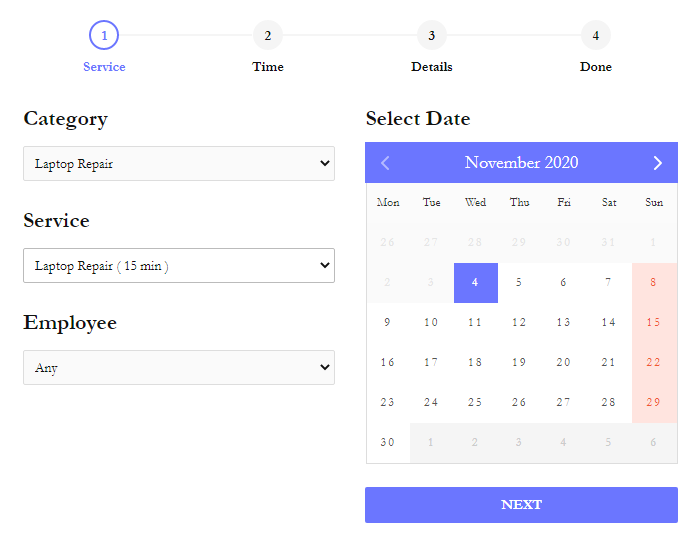 1 2 3 4
Service Time Details Done
Category
Laptop Repair
Service
Laptop Repair ( 15 min )
Employee
Any
Select Date
November 2020
Mon Tue Wed Thu Fri Sat Sun
26 27 28 29 30 31 1
2 3 4 5 6 7 8
9 10 11 12 13 14 15
16 17 18 19 20 21 22
23 24 25 26 27 28 29
30 1 2 3 4 5 6
NEXT